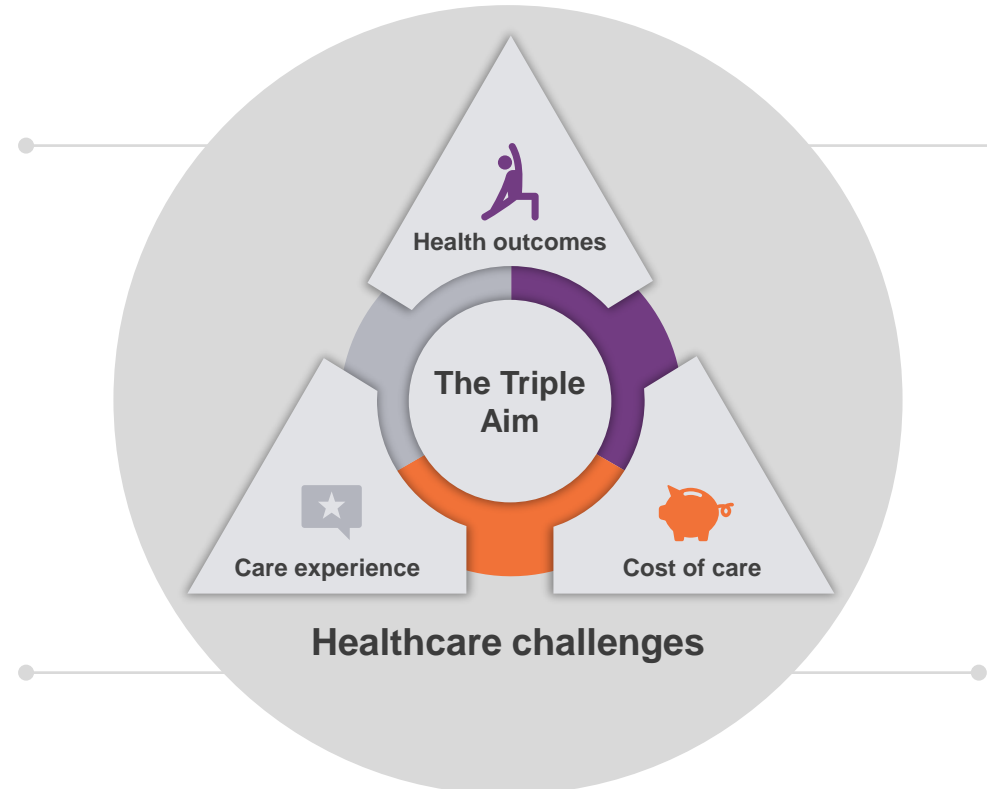 Health outcomes
The Triple
Aim
Care experience
Cost of care
Healthcare challenges